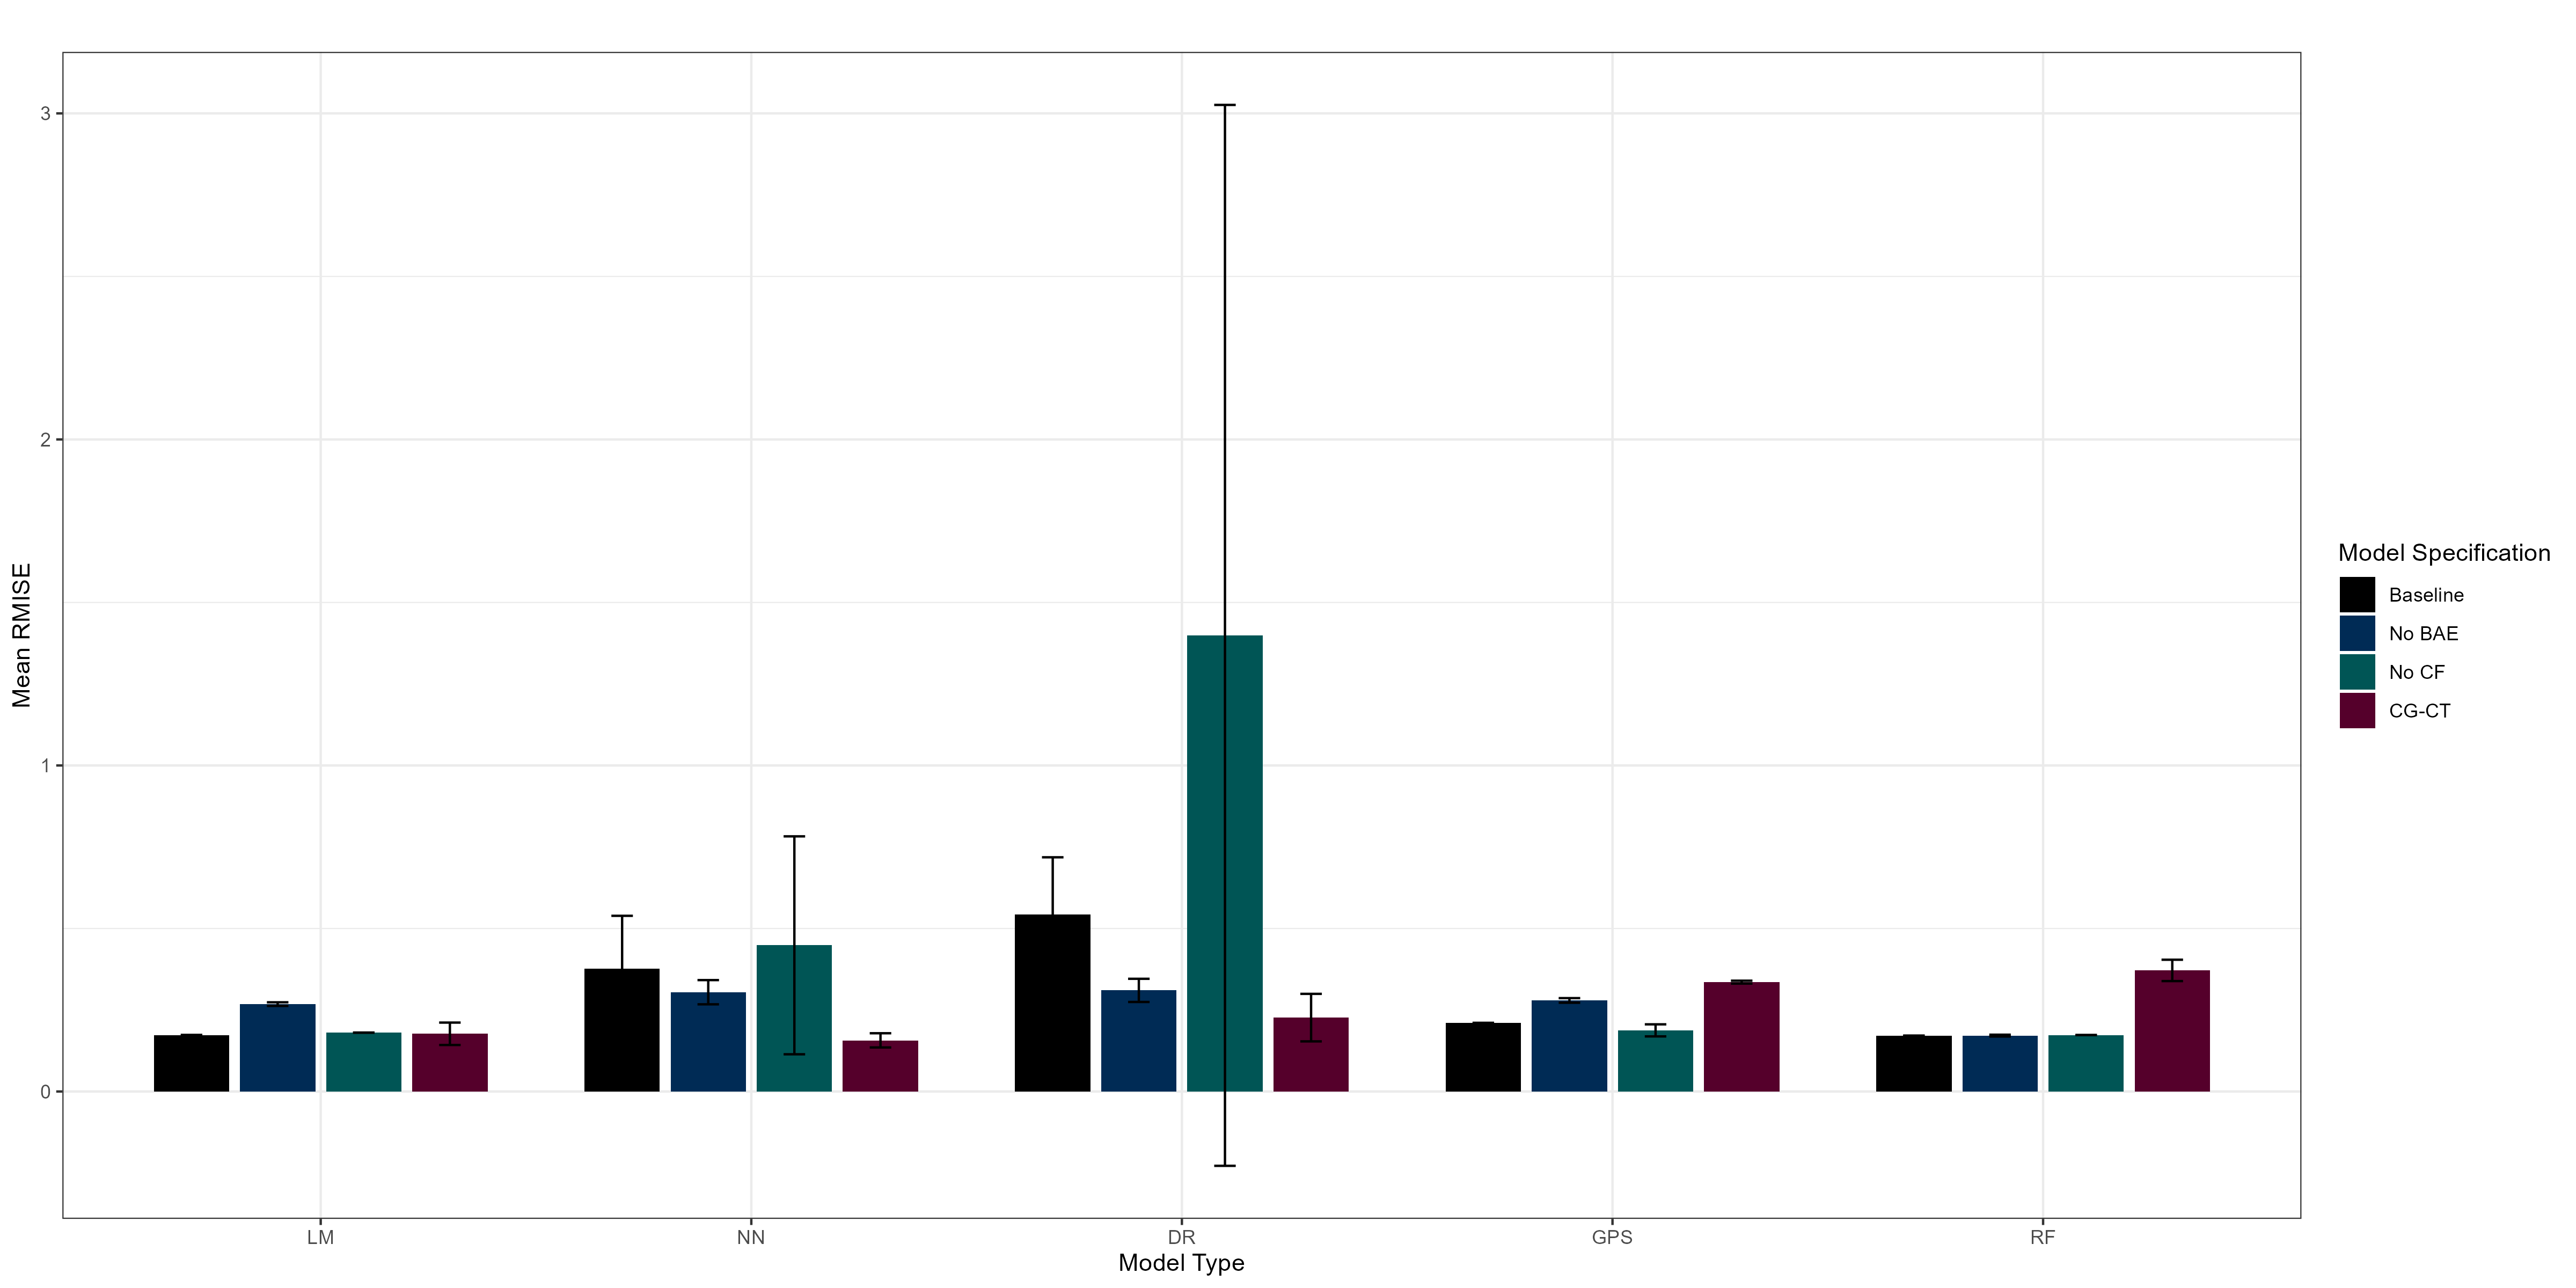 3
2
1
0
Mean RMISE
LM
NN
DR
GPS
RF
Model Type
Model Specification
Baseline
No BAE
No CF
CG-CT